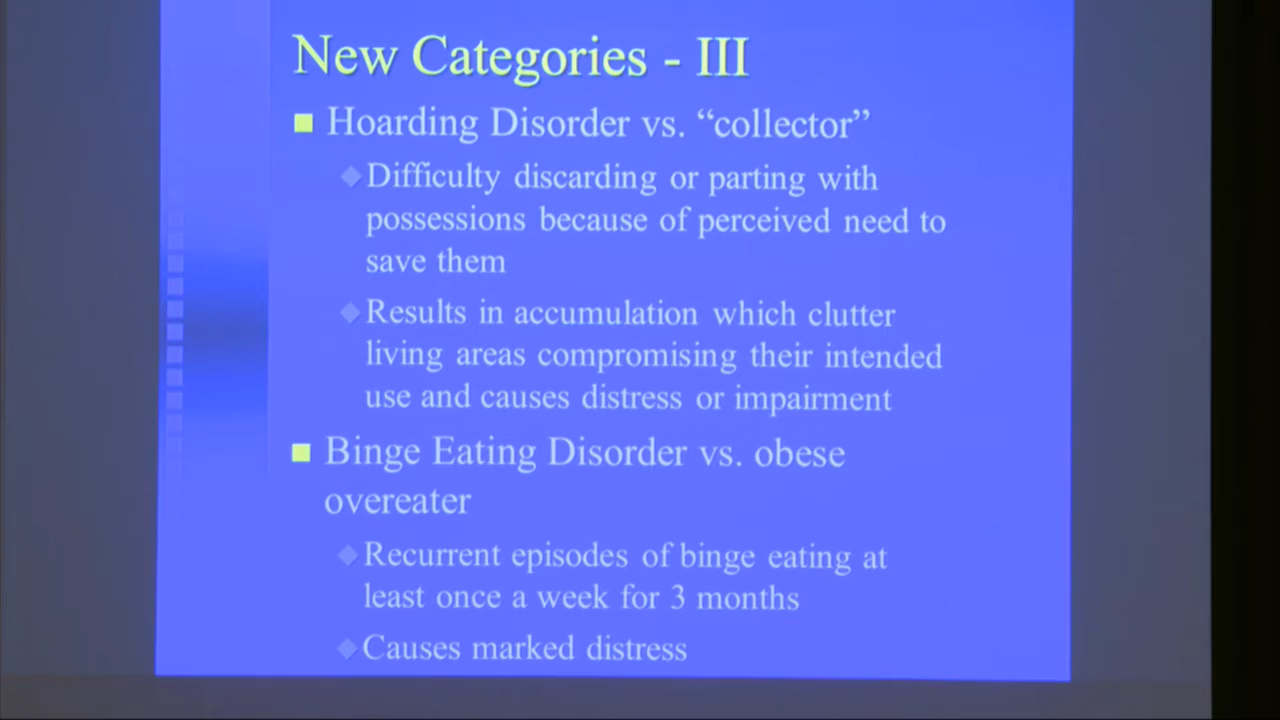 New Categories - III
Hoarding Disorder vs. “collector”
Difficulty discarding or parting with
possessions because of perceived need to
save them
Results in accumulation which clutter
living areas compromising their intended
use and causes distress or impairment
Binge Eating Disorder vs. obese
overeater
Recurrent episodes of binge eating at
least once a week for 3 months
Causes marked distress